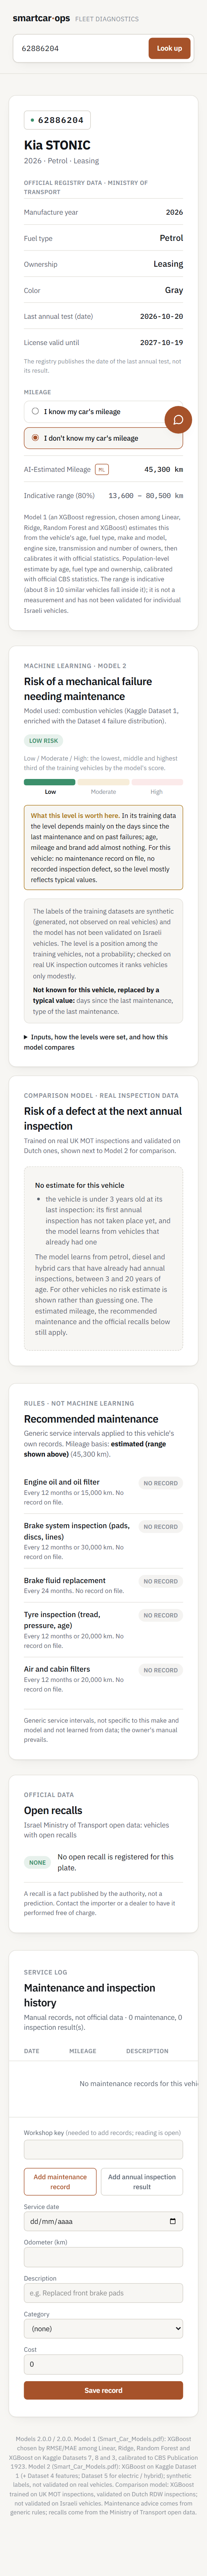 smartcar·ops FLEET DIAGNOSTICS
62886204
Look up
62886204
Kia STONIC
2026 · Petrol · Leasing
OFFICIAL REGISTRY DATA · MINISTRY OF
TRANSPORT
Manufacture year 2026
Fuel type Petrol
Ownership Leasing
Color Gray
Last annual test (date) 2026-10-20
License valid until 2027-10-19
The registry publishes the date of the last annual test, not
its result.
MILEAGE
I know my car's mileage
I don't know my car's mileage
AI-Estimated Mileage ML 45,300 km
Indicative range (80%) 13,600 – 80,500 km
Model 1 (an XGBoost regression, chosen among Linear,
Ridge, Random Forest and XGBoost) estimates this
from the vehicle's age, fuel type, make and model,
engine size, transmission and number of owners, then
calibrates it with official statistics. Population-level
estimate by age, fuel type and ownership, calibrated
with official CBS statistics. The range is indicative
(about 8 in 10 similar vehicles fall inside it); it is not a
measurement and has not been validated for individual
Israeli vehicles.
MACHINE LEARNING · MODEL 2
Risk of a mechanical failure
needing maintenance
Model used: combustion vehicles (Kaggle Dataset 1,
enriched with the Dataset 4 failure distribution).
LOW RISK
Low / Moderate / High: the lowest, middle and highest
third of the training vehicles by the model's score.
Low Moderate High
What this level is worth here. In its training data
the level depends mainly on the days since the
last maintenance and on past failures; age,
mileage and brand add almost nothing. For this
vehicle: no maintenance record on file, no
recorded inspection defect, so the level mostly
reflects typical values.
The labels of the training datasets are synthetic
(generated, not observed on real vehicles) and
the model has not been validated on Israeli
vehicles. The level is a position among the
training vehicles, not a probability; checked on
real UK inspection outcomes it ranks vehicles
only modestly.
Not known for this vehicle, replaced by a
typical value: days since the last maintenance,
type of the last maintenance.
Inputs, how the levels were set, and how this
model compares
COMPARISON MODEL · REAL INSPECTION DATA
Risk of a defect at the next annual
inspection
Trained on real UK MOT inspections and validated on
Dutch ones, shown next to Model 2 for comparison.
No estimate for this vehicle
• the vehicle is under 3 years old at its
last inspection: its first annual
inspection has not taken place yet, and
the model learns from vehicles that
already had one
The model learns from petrol, diesel and
hybrid cars that have already had annual
inspections, between 3 and 20 years of
age. For other vehicles no risk estimate is
shown rather than guessing one. The
estimated mileage, the recommended
maintenance and the official recalls below
still apply.
RULES · NOT MACHINE LEARNING
Recommended maintenance
Generic service intervals applied to this vehicle's
own records. Mileage basis: estimated (range
shown above) (45,300 km).
Engine oil and oil filter NO RECORD
Every 12 months or 15,000 km. No
record on file.
Brake system inspection (pads, NO RECORD
discs, lines)
Every 12 months or 30,000 km. No
record on file.
Brake fluid replacement NO RECORD
Every 24 months. No record on file.
Tyre inspection (tread, NO RECORD
pressure, age)
Every 12 months or 20,000 km. No
record on file.
Air and cabin filters NO RECORD
Every 12 months or 20,000 km. No
record on file.
Generic service intervals, not specific to this make and
model and not learned from data; the owner's manual
prevails.
OFFICIAL DATA
Open recalls
Israel Ministry of Transport open data: vehicles
with open recalls
NONE No open recall is registered for this
plate.
A recall is a fact published by the authority, not a
prediction. Contact the importer or a dealer to have it
performed free of charge.
SERVICE LOG
Maintenance and inspection
history
Manual records, not official data · 0 maintenance, 0
inspection result(s).
DATE MILEAGE DESCRIPTION
No maintenance records for this vehi
Workshop key (needed to add records; reading is open)
Add maintenance
record
Add annual inspection
result
Service date
dd/mm/aaaa
Odometer (km)
Description
e.g. Replaced front brake pads
Category
(none)
Cost
0
Save record
Models 2.0.0 / 2.0.0. Model 1 (Smart_Car_Models.pdf): XGBoost
chosen by RMSE/MAE among Linear, Ridge, Random Forest and
XGBoost on Kaggle Datasets 7, 8 and 3, calibrated to CBS Publication
1933. Model 2 (Smart_Car_Models.pdf): XGBoost on Kaggle Dataset
1 (+ Dataset 4 features; Dataset 5 for electric / hybrid); synthetic
labels, not validated on real vehicles. Comparison model: XGBoost
trained on UK MOT inspections, validated on Dutch RDW inspections;
not validated on Israeli vehicles. Maintenance advice comes from
generic rules; recalls come from the Ministry of Transport open data.